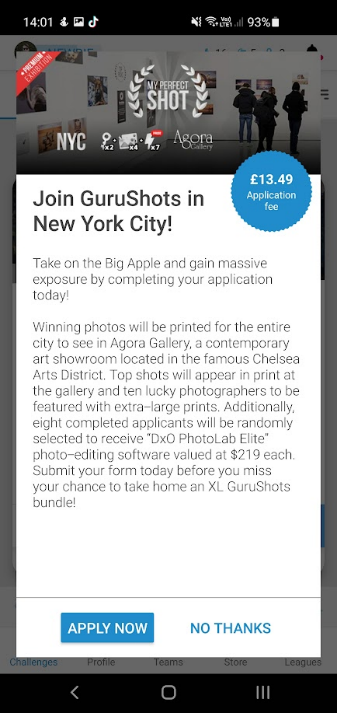 14:01
93%
PREMIUM
EXHIBITION
MY PERFECT
SHOT
NYC
x2 + x4 + x7
Agora
Gallery
£13.49
Application
fee
Join GuruShots in
New York City!
Take on the Big Apple and gain massive
exposure by completing your application
today!
Winning photos will be printed for the entire
city to see in Agora Gallery, a contemporary
art showroom located in the famous Chelsea
Arts District. Top shots will appear in print at
the gallery and ten lucky photographers to be
featured with extra–large prints. Additionally,
eight completed applicants will be randomly
selected to receive “DxO PhotoLab Elite”
photo–editing software valued at $219 each.
Submit your form today before you miss
your chance to take home an XL GuruShots
bundle!
APPLY NOW
NO THANKS
Challenges
Profile
Teams
Store
Leagues